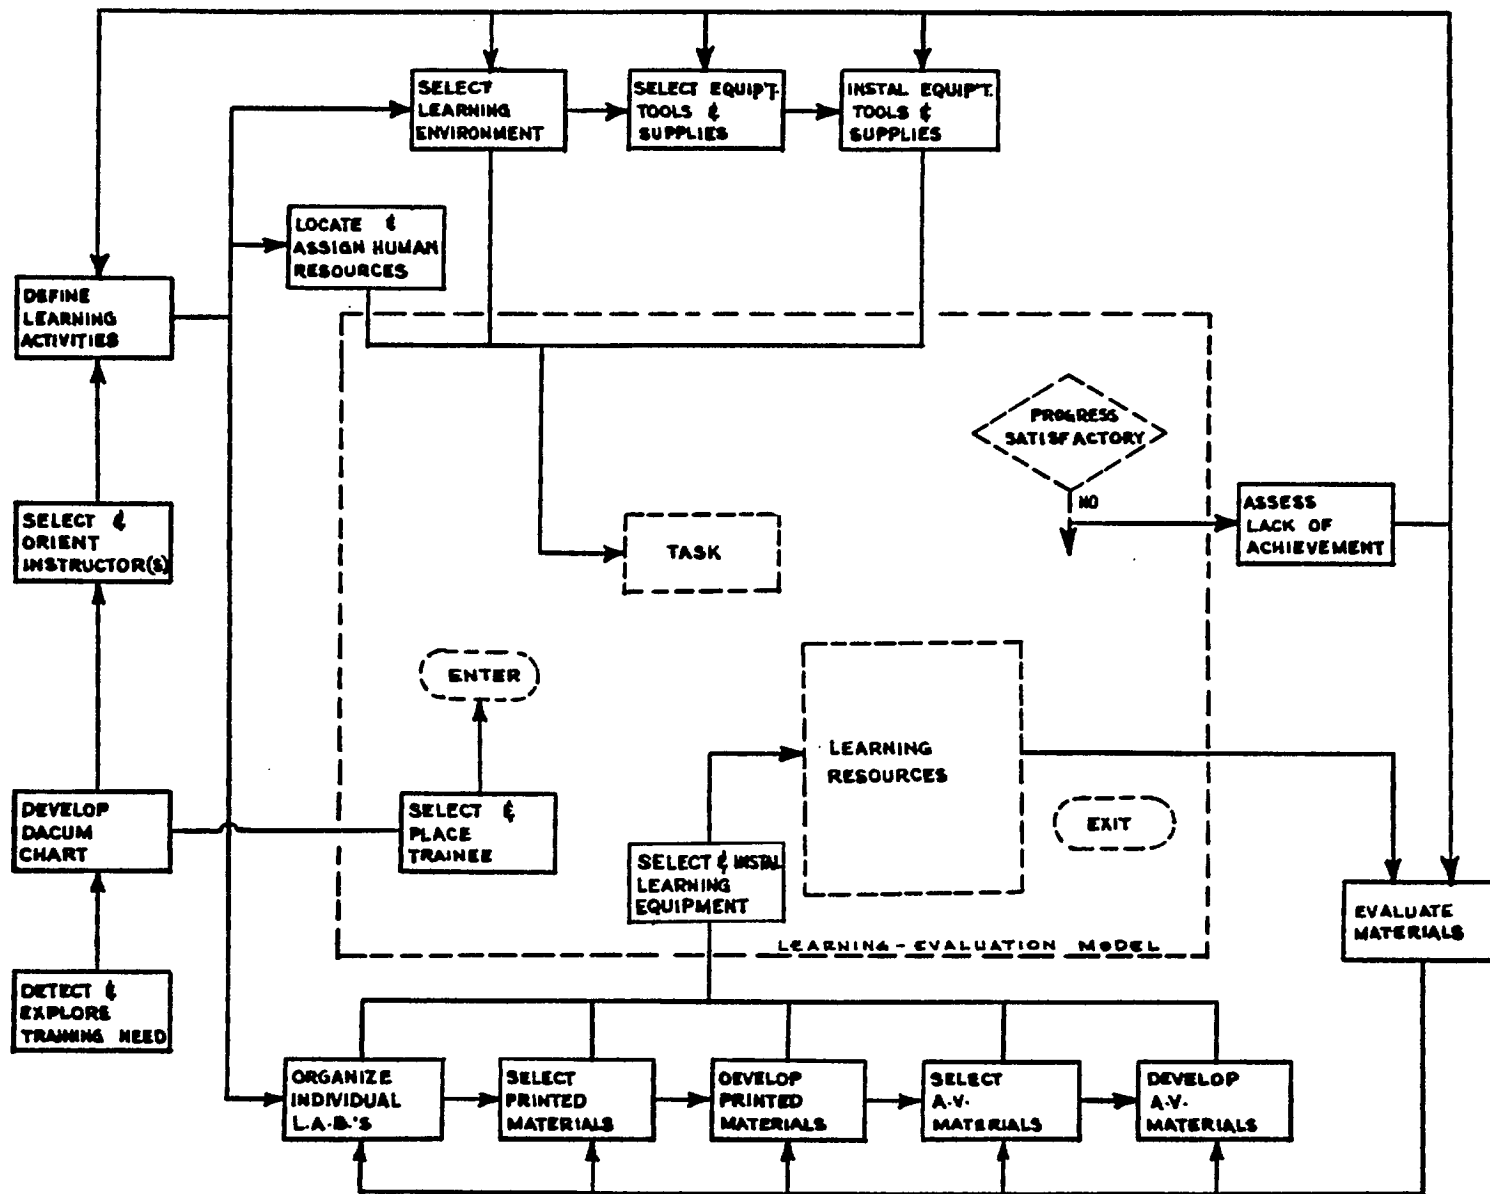 SELECT
LEARNING
ENVIRONMENT
SELECT EQUIP'T.
TOOLS &
SUPPLIES
INSTAL EQUIP'T.
TOOLS &
SUPPLIES
LOCATE &
ASSIGN HUMAN
RESOURCES
DEFINE
LEARNING
ACTIVITIES
PROGRESS
SATISFACTORY
NO
ASSESS
LACK OF
ACHIEVEMENT
SELECT &
ORIENT
INSTRUCTOR(S)
TASK
ENTER
LEARNING
RESOURCES
DEVELOP
DACUM
CHART
SELECT &
PLACE
TRAINEE
EXIT
SELECT & INSTAL
LEARNING
EQUIPMENT
EVALUATE
MATERIALS
LEARNING - EVALUATION MODEL
DETECT &
EXPLORS
TRAINING NEED
ORGANIZE
INDIVIDUAL
L.A.B.'S
SELECT
PRINTED
MATERIALS
DEVELOP
PRINTED
MATERIALS
SELECT
A.V.
MATERIALS
DEVELOP
A.V.
MATERIALS